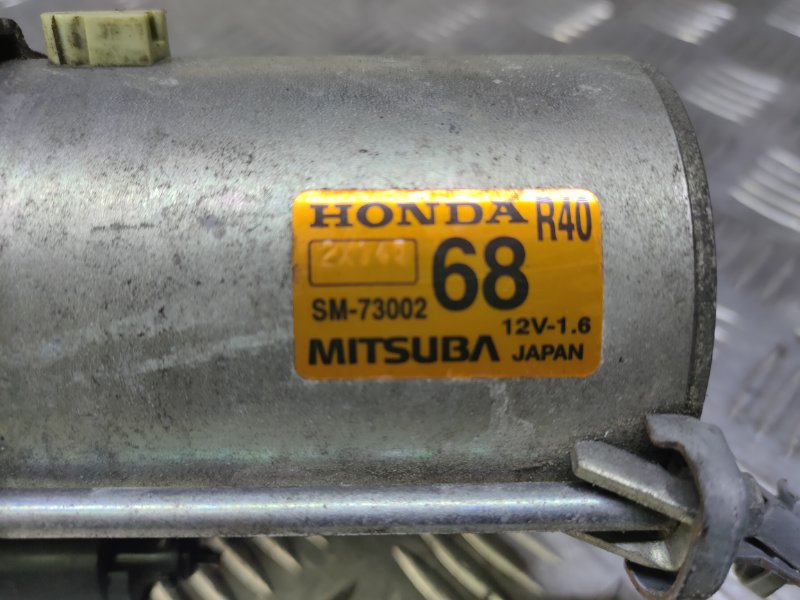 HONDA R40
68
SM-73002
12V-1.6
MITSUBA JAPAN